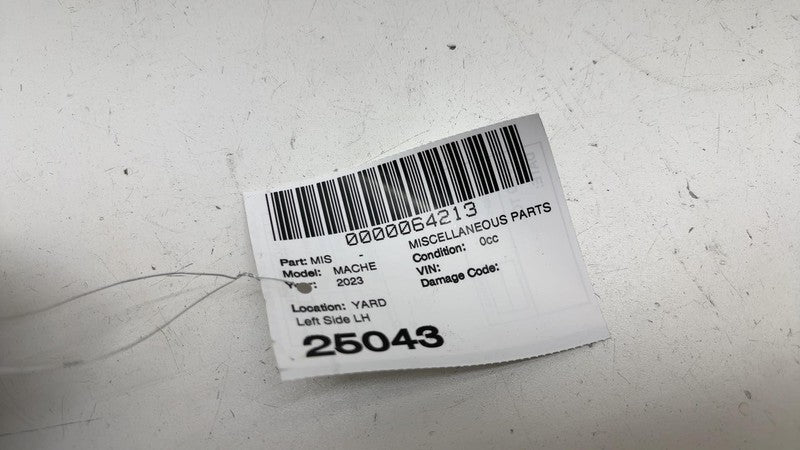 0000064213
Part: MIS - MISCELLANEOUS PARTS
Model: MACHE Condition: 0cc
Year: 2023 VIN:
Damage Code:
Location: YARD
Left Side LH
25043